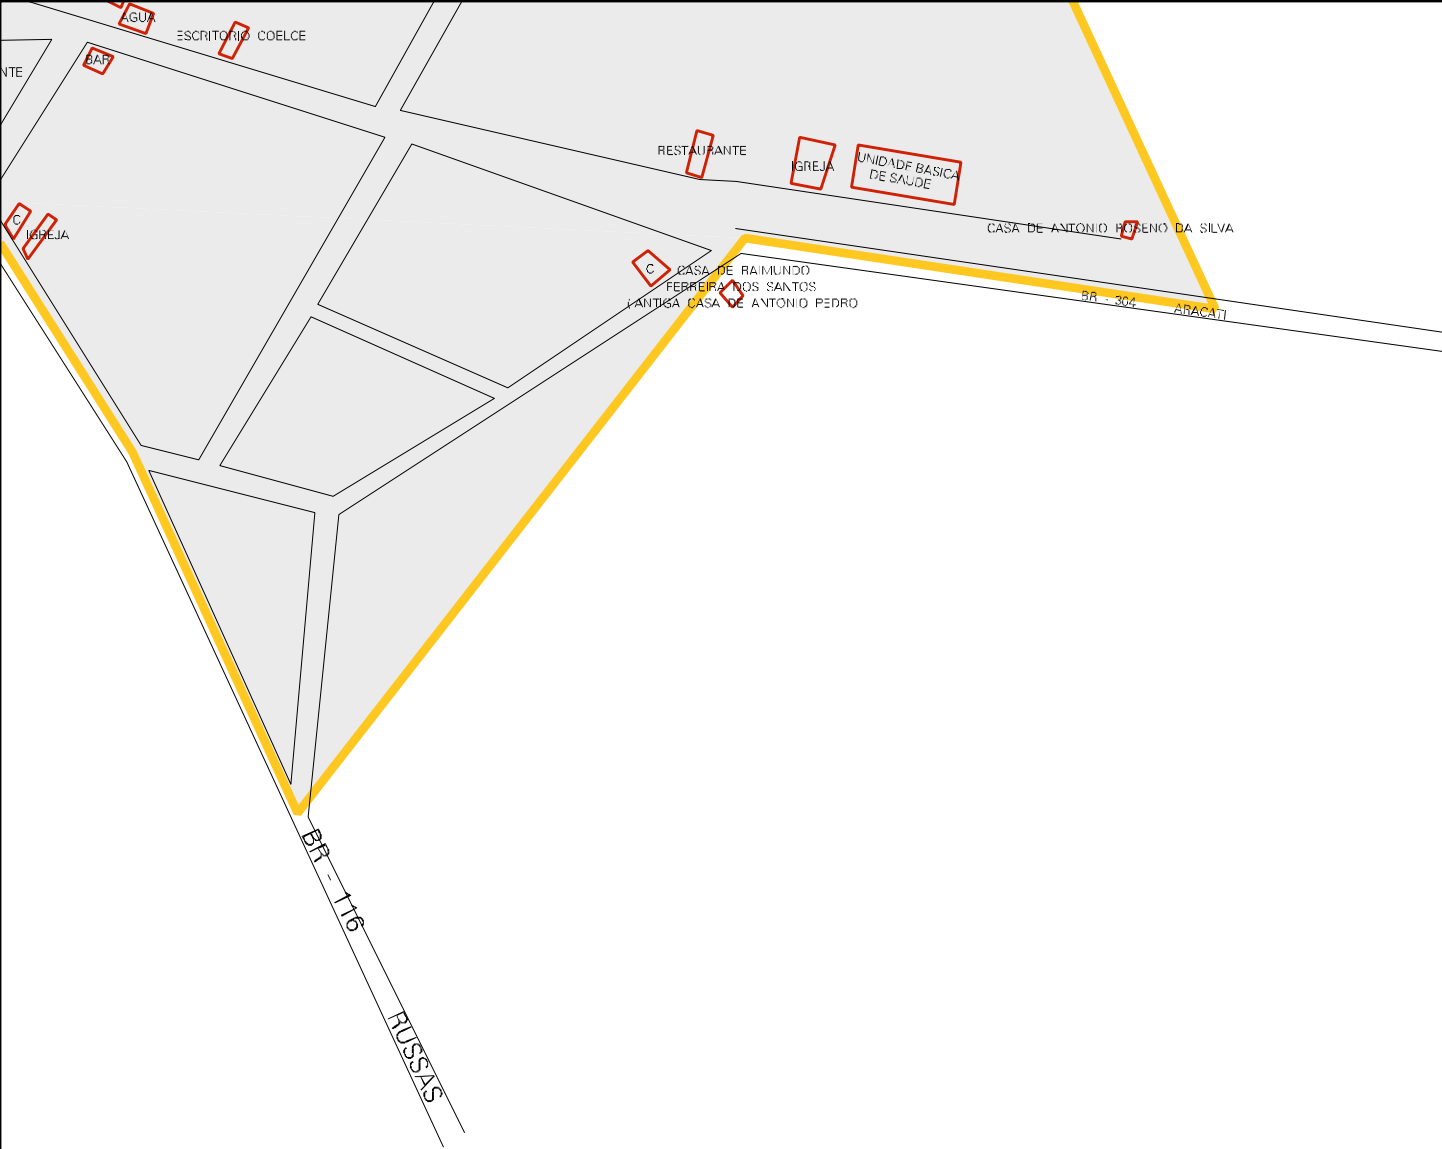 AGUA
ESCRITORIO COELCE
BAR
NTE
RESTAURANTE
IGREJA
UNIDADE BASICA
DE SAUDE
C
IGREJA
CASA DE ANTONIO ROSENO DA SILVA
C
CASA DE RAIMUNDO
FERREIRA DOS SANTOS
(ANTIGA CASA DE ANTONIO PEDRO
BR - 304
ARACATI
BR - 116
RUSSAS